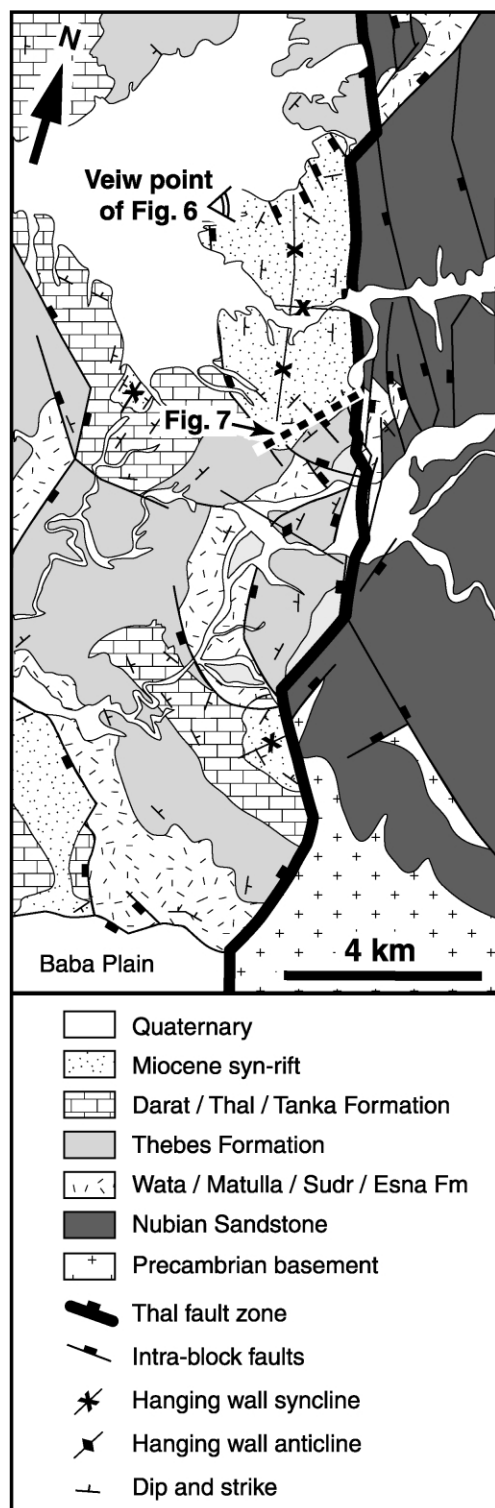 N
Veiw point
of Fig. 6
Fig. 7
4 km
Baba Plain
Quaternary
Miocene syn-rift
Darat / Thal / Tanka Formation
Thebes Formation
Wata / Matulla / Sudr / Esna Fm
Nubian Sandstone
Precambrian basement
Thal fault zone
Intra-block faults
Hanging wall syncline
Hanging wall anticline
Dip and strike